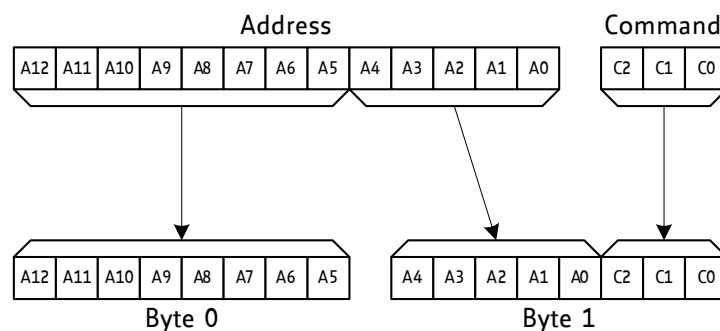 Address Command
A12 A11 A10 A9 A8 A7 A6 A5 A4 A3 A2 A1 A0 C2 C1 C0
A12 A11 A10 A9 A8 A7 A6 A5 A4 A3 A2 A1 A0 C2 C1 C0
Byte 0 Byte 1